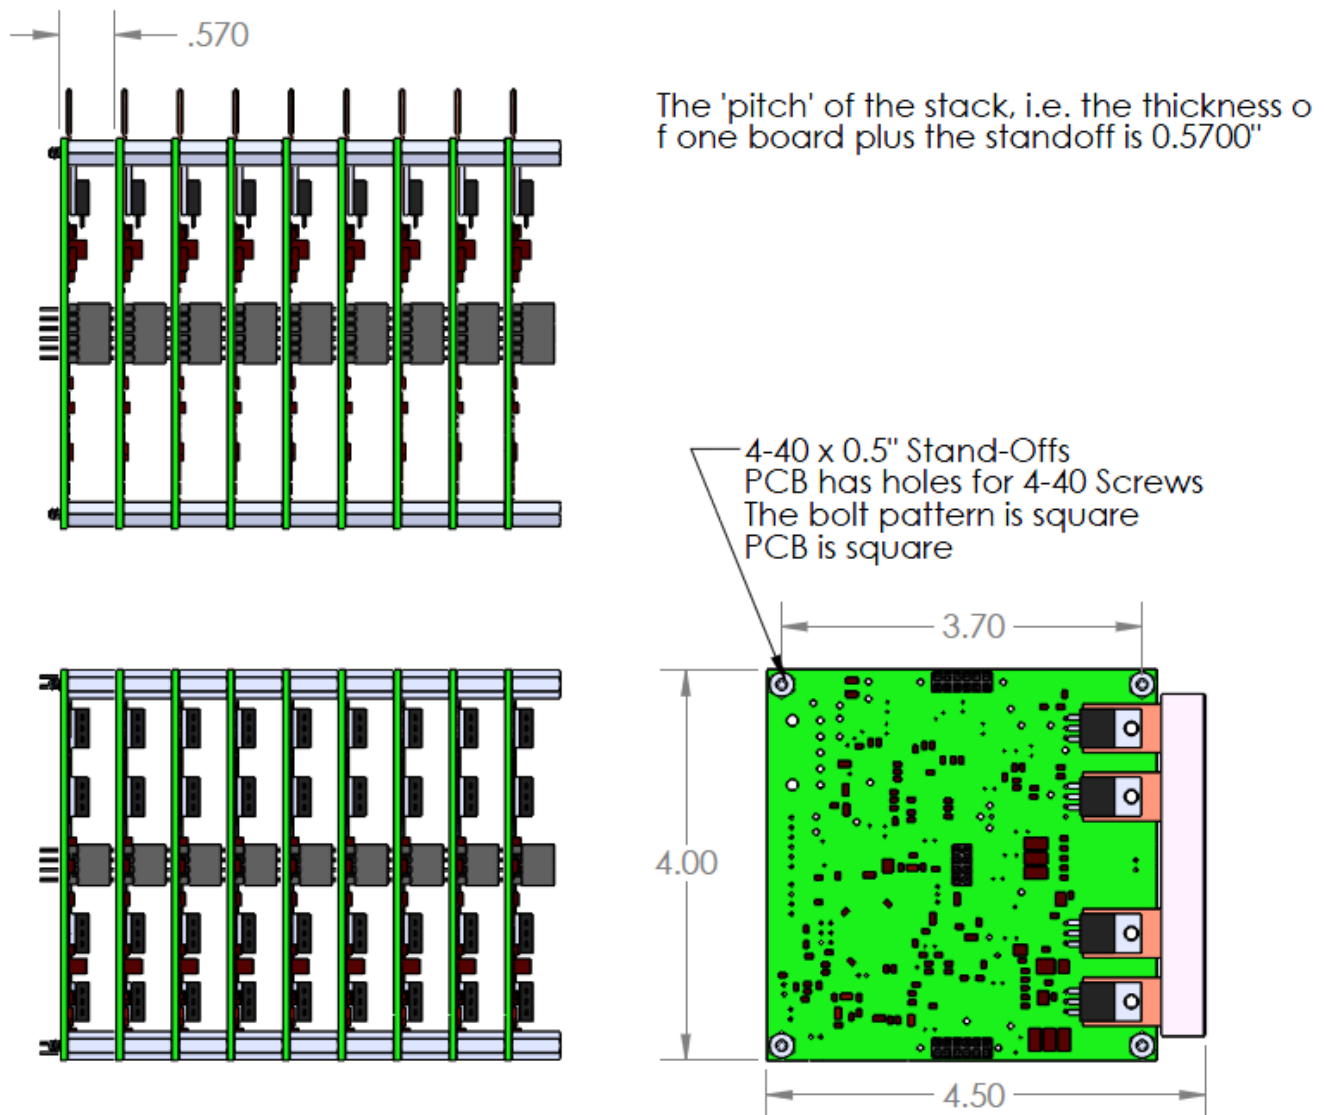 .570
The 'pitch' of the stack, i.e. the thickness o
f one board plus the standoff is 0.5700"
4-40 x 0.5" Stand-Offs
PCB has holes for 4-40 Screws
The bolt pattern is square
PCB is square
3.70
4.00
4.50